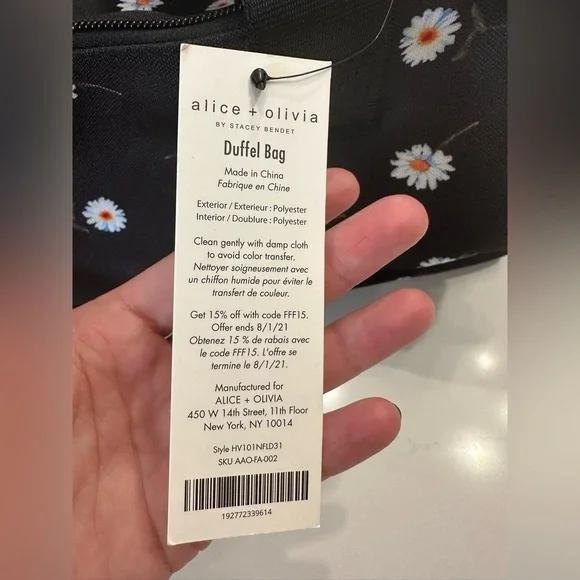 alice + olivia
BY STACEY BENDET
Duffel Bag
Made in China
Fabrique en Chine
Exterior / Exterieur : Polyester
Interior / Doublure : Polyester
Clean gently with damp cloth
to avoid color transfer.
Nettoyer soigneusement avec
un chiffon humide pour éviter le
transfert de couleur.
Get 15% off with code FFF15.
Offer ends 8/1/21
Obtenez 15 % de rabais avec
le code FFF15. L'offre se
termine le 8/1/21.
Manufactured for
ALICE + OLIVIA
450 W 14th Street, 11th Floor
New York, NY 10014
Style HV101NFLD31
SKU AAO-FA-002
192772339614